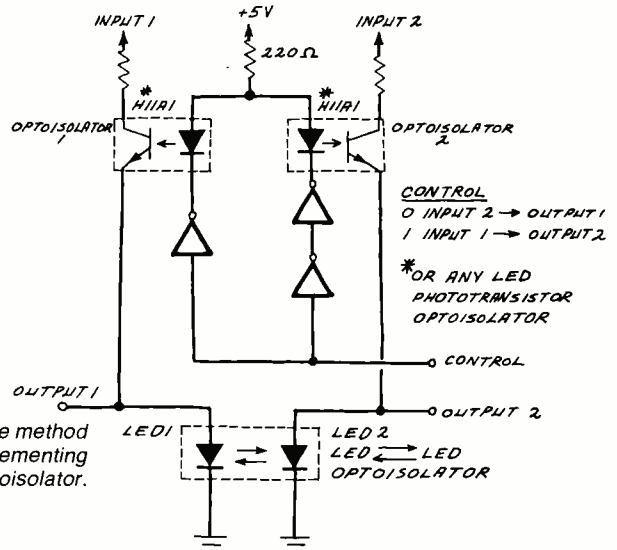 INPUT 1
+5V
INPUT 2
220Ω
*
H11A1
*
H11A1
OPTOISOLATOR
1
OPTOISOLATOR
2
CONTROL
0 INPUT 2 → OUTPUT 1
1 INPUT 1 → OUTPUT 2
*OR ANY LED
PHOTOTRANSISTOR
OPTOISOLATOR
CONTROL
OUTPUT 1
OUTPUT 2
e method
ementing
oisolator.
LED1
LED 2
LED ⇄ LED
OPTOISOLATOR